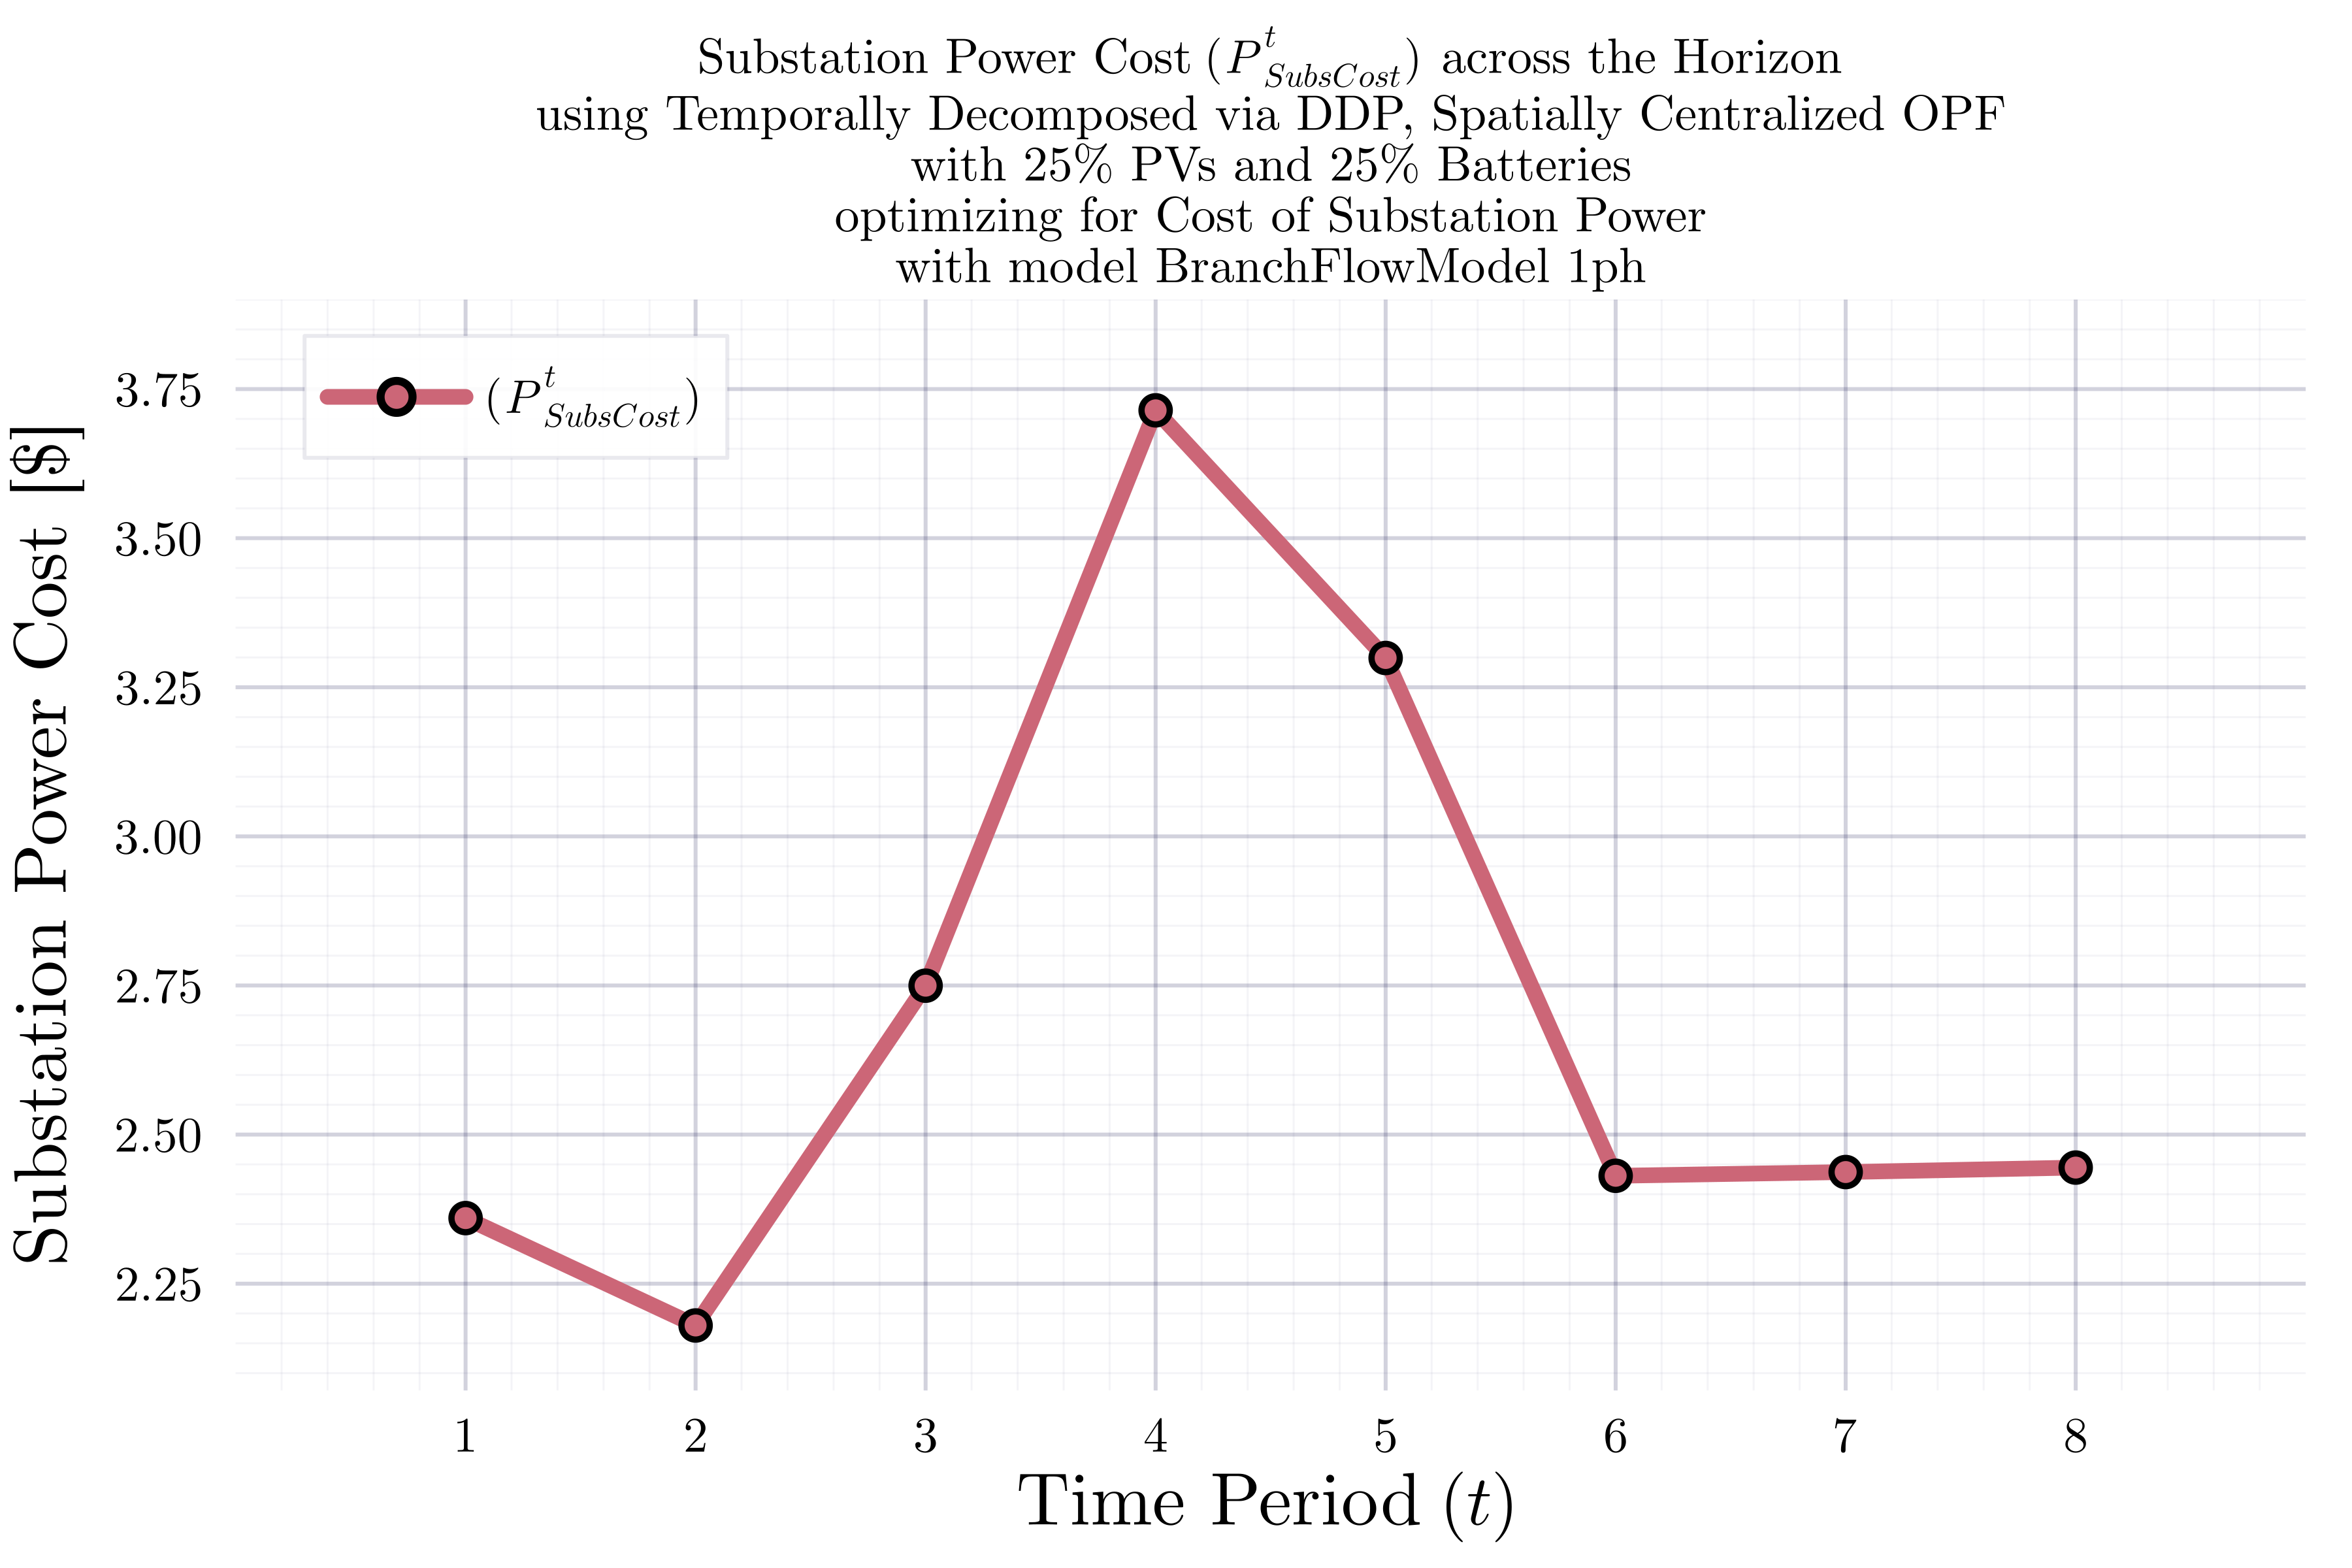 Substation Power Cost (P^t_SubsCost) across the Horizon
using Temporally Decomposed via DDP, Spatially Centralized OPF
with 25% PVs and 25% Batteries
optimizing for Cost of Substation Power
with model BranchFlowModel 1ph
(P^t_SubsCost)
Substation Power Cost [$]
3.75
3.50
3.25
3.00
2.75
2.50
2.25
1 2 3 4 5 6 7 8
Time Period (t)